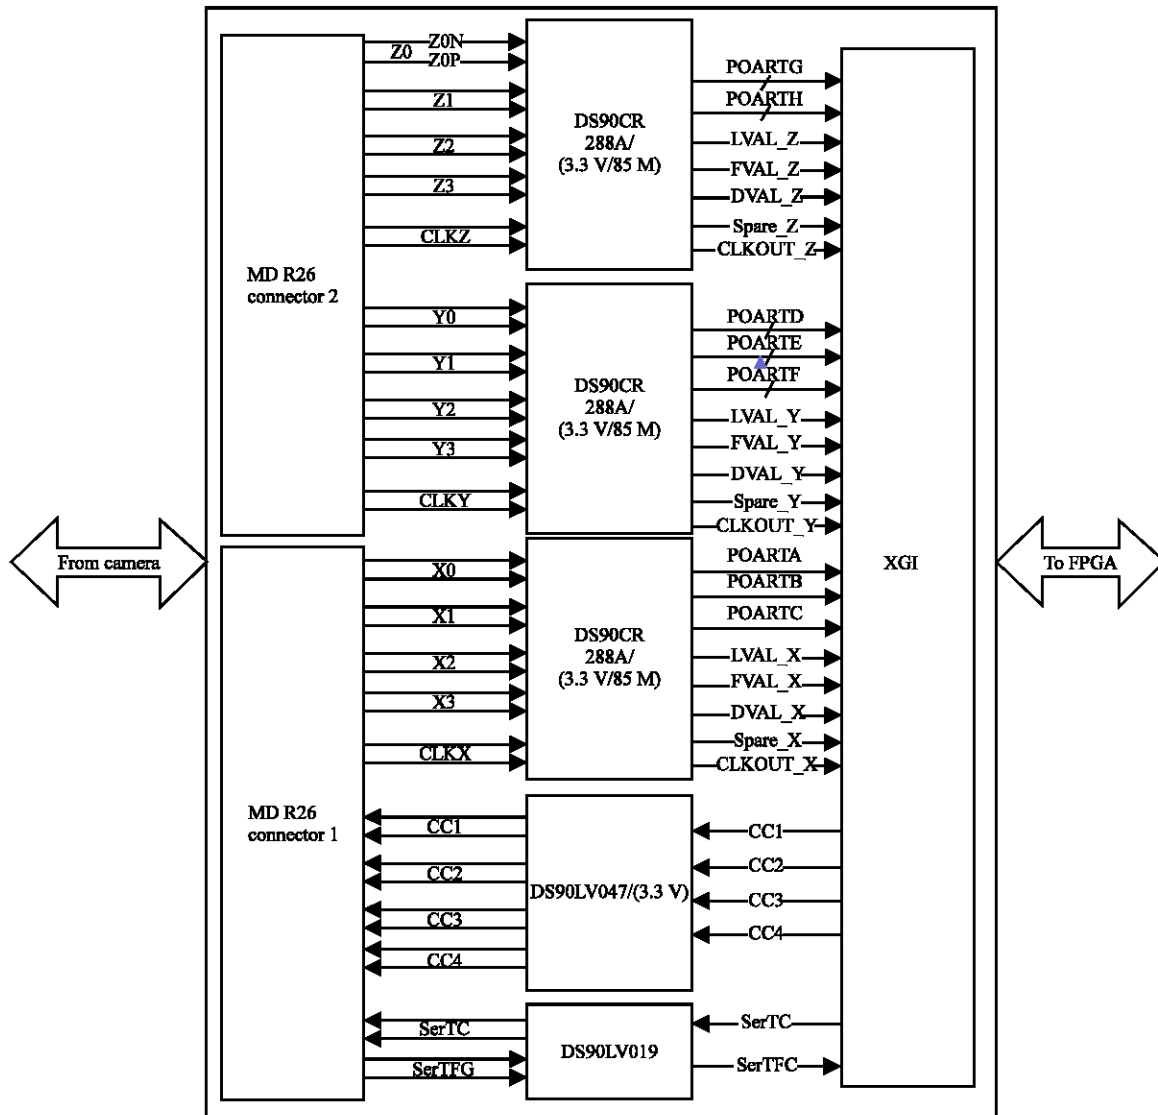 Z0N
Z0
Z0P
Z1
Z2
Z3
CLKZ
MD R26
connector 2
Y0
Y1
Y2
Y3
CLKY
DS90CR
288A/
(3.3 V/85 M)
POARTG
POARTH
LVAL_Z
FVAL_Z
DVAL_Z
Spare_Z
CLKOUT_Z
DS90CR
288A/
(3.3 V/85 M)
POARTD
POARTE
POARTF
LVAL_Y
FVAL_Y
DVAL_Y
Spare_Y
CLKOUT_Y
From camera
XGI
To FPGA
X0
X1
X2
X3
CLKX
DS90CR
288A/
(3.3 V/85 M)
POARTA
POARTB
POARTC
LVAL_X
FVAL_X
DVAL_X
Spare_X
CLKOUT_X
MD R26
connector 1
CC1
CC2
CC3
CC4
DS90LV047/(3.3 V)
CC1
CC2
CC3
CC4
SerTC
SerTFG
DS90LV019
SerTC
SerTFC